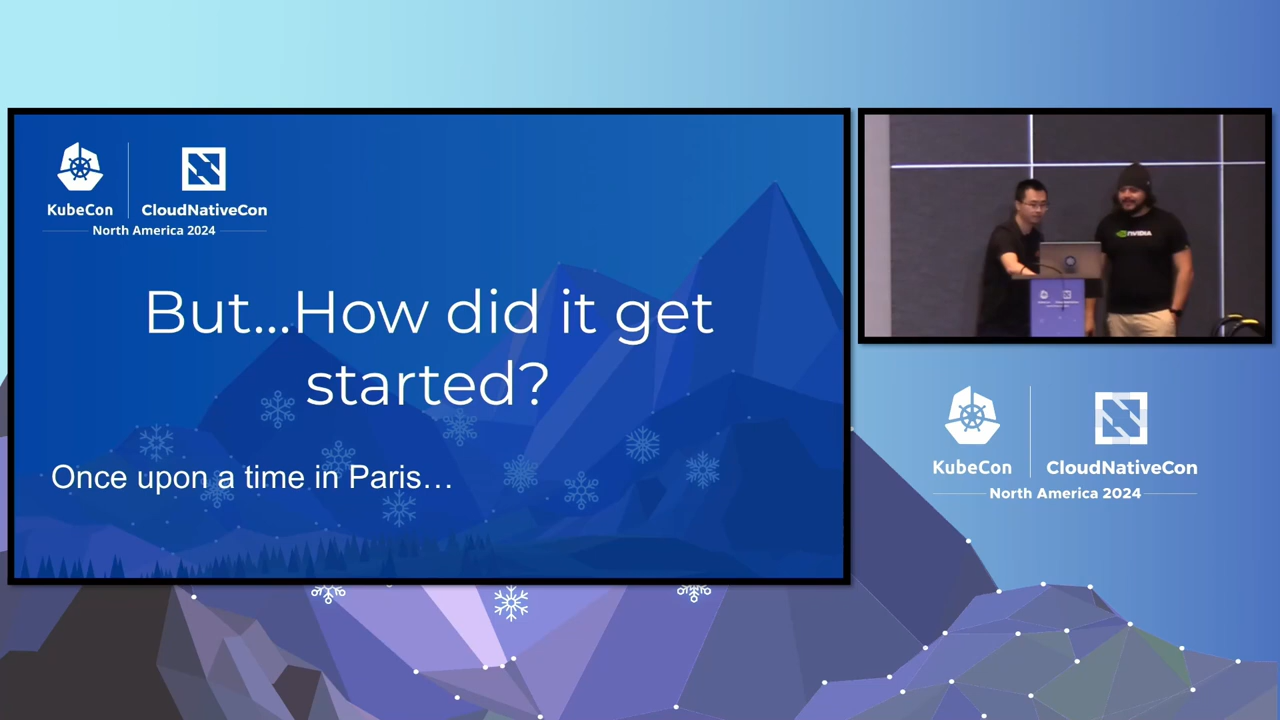 KubeCon
CloudNativeCon
North America 2024
But...How did it get
started?
Once upon a time in Paris...
NVIDIA
KubeCon
CloudNativeCon
North America 2024